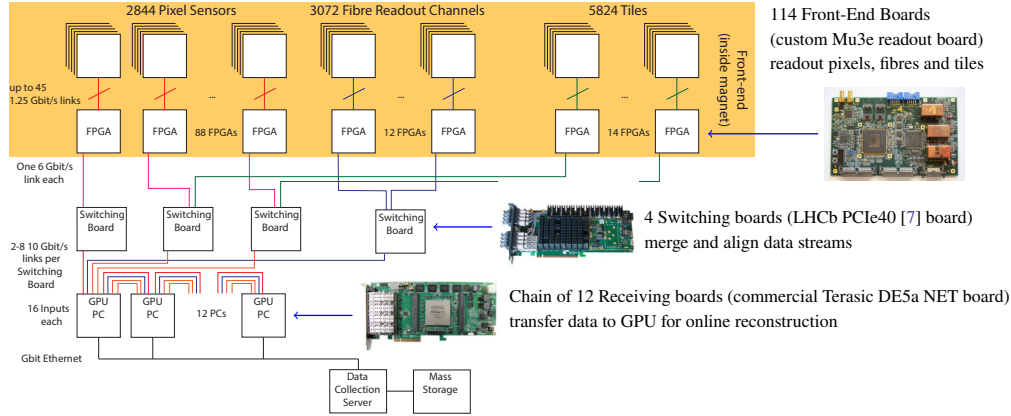 2844 Pixel Sensors
3072 Fibre Readout Channels
5824 Tiles
up to 45
1.25 Gbit/s links
...
...
...
FPGA
FPGA
88 FPGAs
FPGA
FPGA
12 FPGAs
FPGA
FPGA
14 FPGAs
FPGA
Front-end
(inside magnet)
114 Front-End Boards
(custom Mu3e readout board)
readout pixels, fibres and tiles
One 6 Gbit/s
link each
Switching
Board
Switching
Board
Switching
Board
Switching
Board
4 Switching boards (LHCb PCIe40 [7] board)
merge and align data streams
2-8 10 Gbit/s
links per
Switching
Board
16 Inputs
each
GPU
PC
GPU
PC
12 PCs
GPU
PC
Chain of 12 Receiving boards (commercial Terasic DE5a NET board)
transfer data to GPU for online reconstruction
Gbit Ethernet
Data
Collection
Server
Mass
Storage